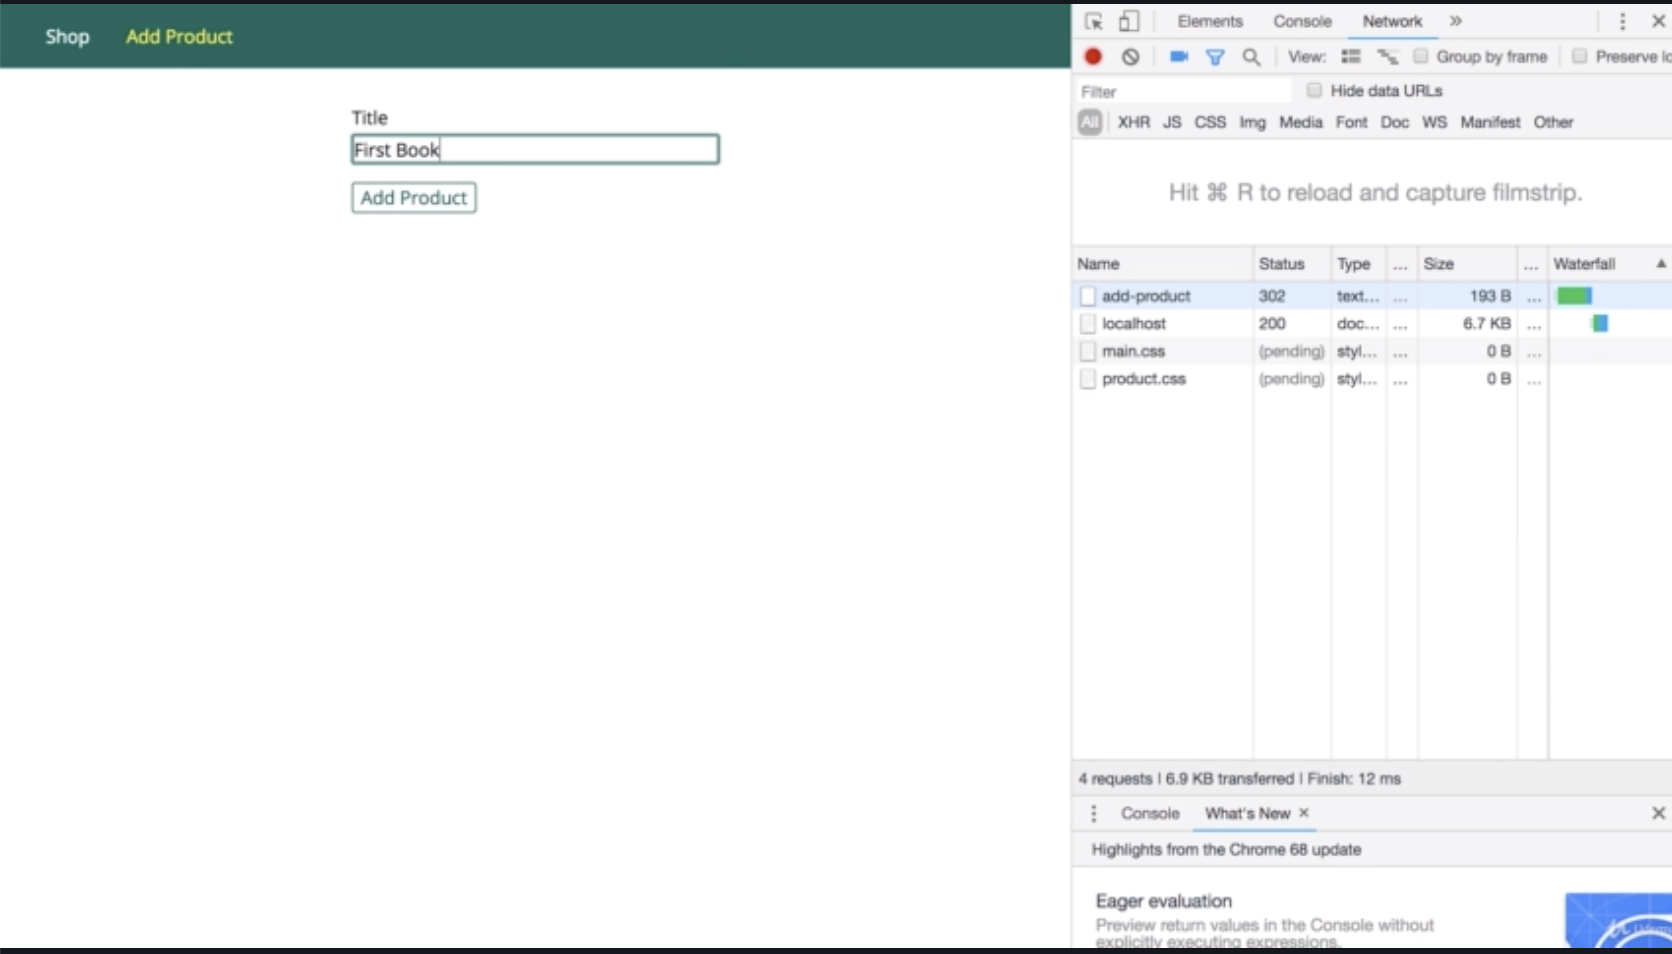 Shop Add Product
Title
First Book
Add Product
Elements Console Network »
View: Group by frame Preserve lo
Filter Hide data URLs
All XHR JS CSS Img Media Font Doc WS Manifest Other
Hit ⌘ R to reload and capture filmstrip.
Name Status Type ... Size ... Waterfall ▲
add-product 302 text... ... 193 B ...
localhost 200 doc... ... 6.7 KB ...
main.css (pending) styl... ... 0 B ...
product.css (pending) styl... ... 0 B ...
4 requests | 6.9 KB transferred | Finish: 12 ms
Console What's New ×
Highlights from the Chrome 68 update
Eager evaluation
Preview return values in the Console without
explicitly executing expressions.